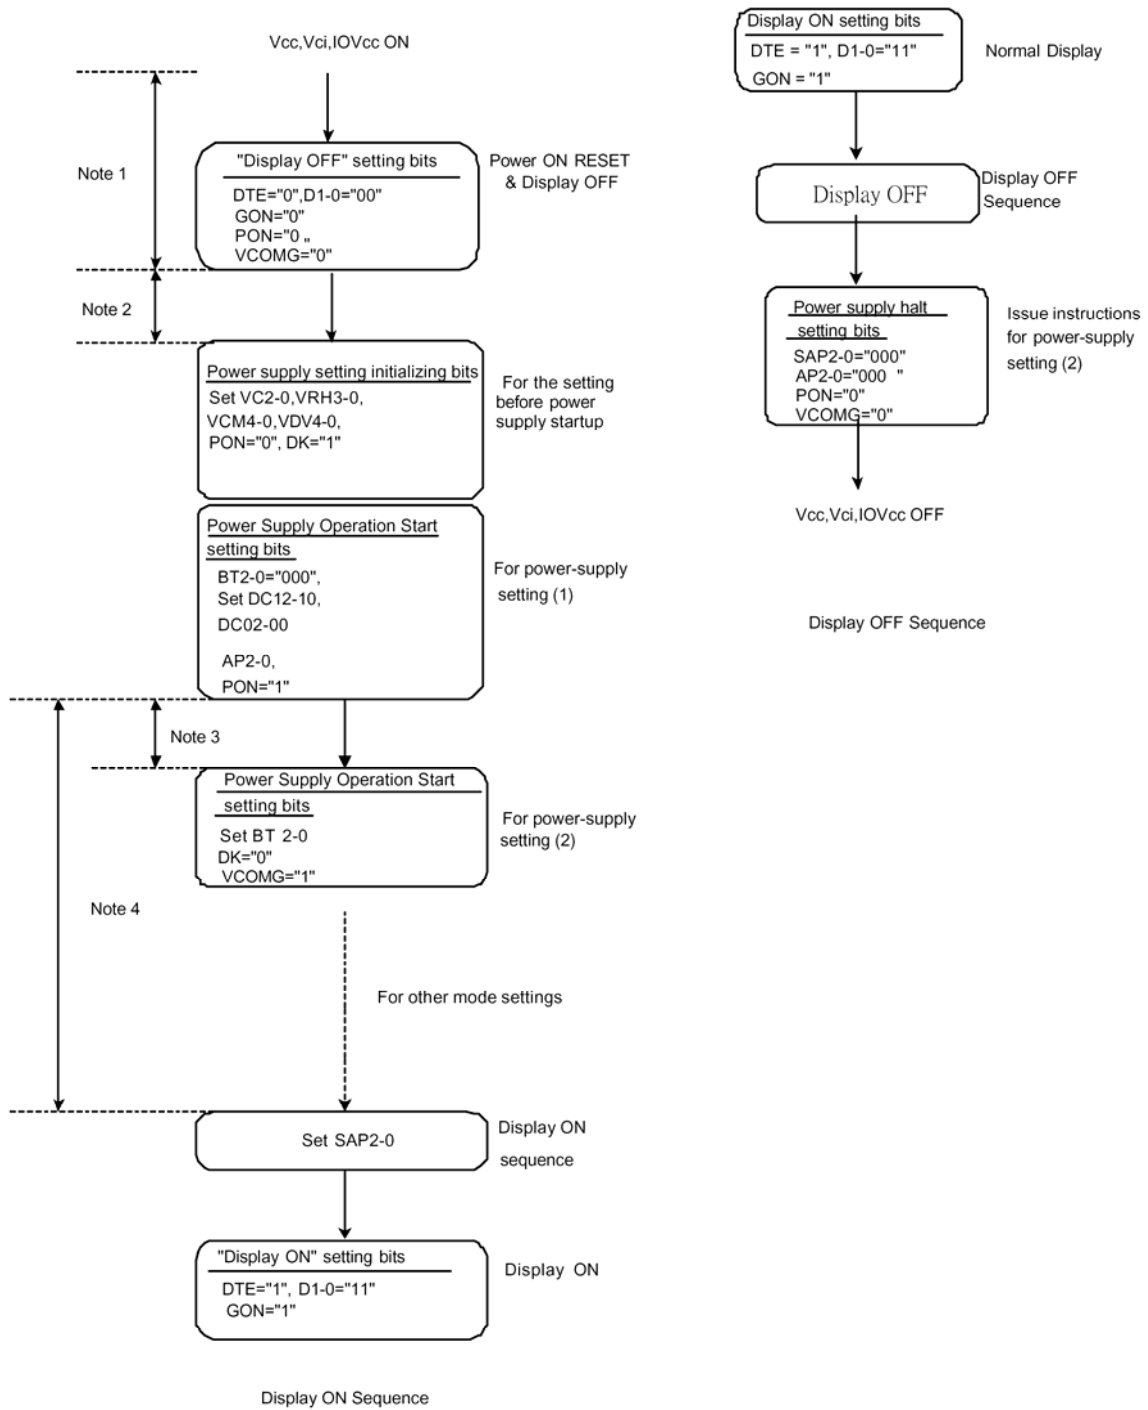 Vcc,Vci,IOVcc ON
Note 1
"Display OFF" setting bits
DTE="0",D1-0="00"
GON="0"
PON="0 „
VCOMG="0"
Power ON RESET
& Display OFF
Note 2
Power supply setting initializing bits
Set VC2-0,VRH3-0,
VCM4-0,VDV4-0,
PON="0", DK="1"
For the setting
before power
supply startup
Power Supply Operation Start
setting bits
BT2-0="000",
Set DC12-10,
DC02-00
AP2-0,
PON="1"
For power-supply
setting (1)
Note 3
Power Supply Operation Start
setting bits
Set BT 2-0
DK="0"
VCOMG="1"
For power-supply
setting (2)
Note 4
For other mode settings
Set SAP2-0
Display ON
sequence
"Display ON" setting bits
DTE="1", D1-0="11"
GON="1"
Display ON
Display ON Sequence
Display ON setting bits
DTE = "1", D1-0="11"
GON = "1"
Normal Display
Display OFF
Display OFF
Sequence
Power supply halt
setting bits
SAP2-0="000"
AP2-0="000 "
PON="0"
VCOMG="0"
Issue instructions
for power-supply
setting (2)
Vcc,Vci,IOVcc OFF
Display OFF Sequence